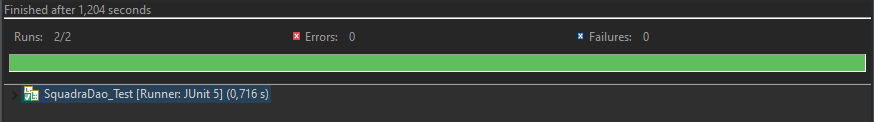 Finished after 1,204 seconds
Runs: 2/2 Errors: 0 Failures: 0
SquadraDao_Test [Runner: JUnit 5] (0,716 s)